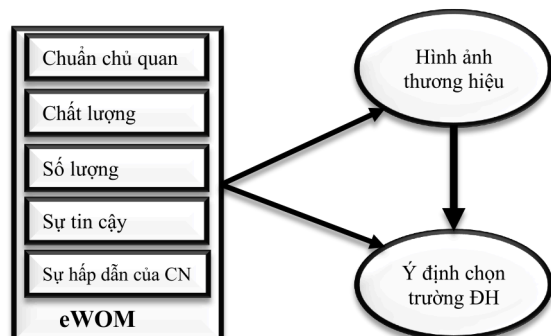 Chuẩn chủ quan
Chất lượng
Số lượng
Sự tin cậy
Sự hấp dẫn của CN
eWOM
Hình ảnh
thương hiệu
Ý định chọn
trường ĐH